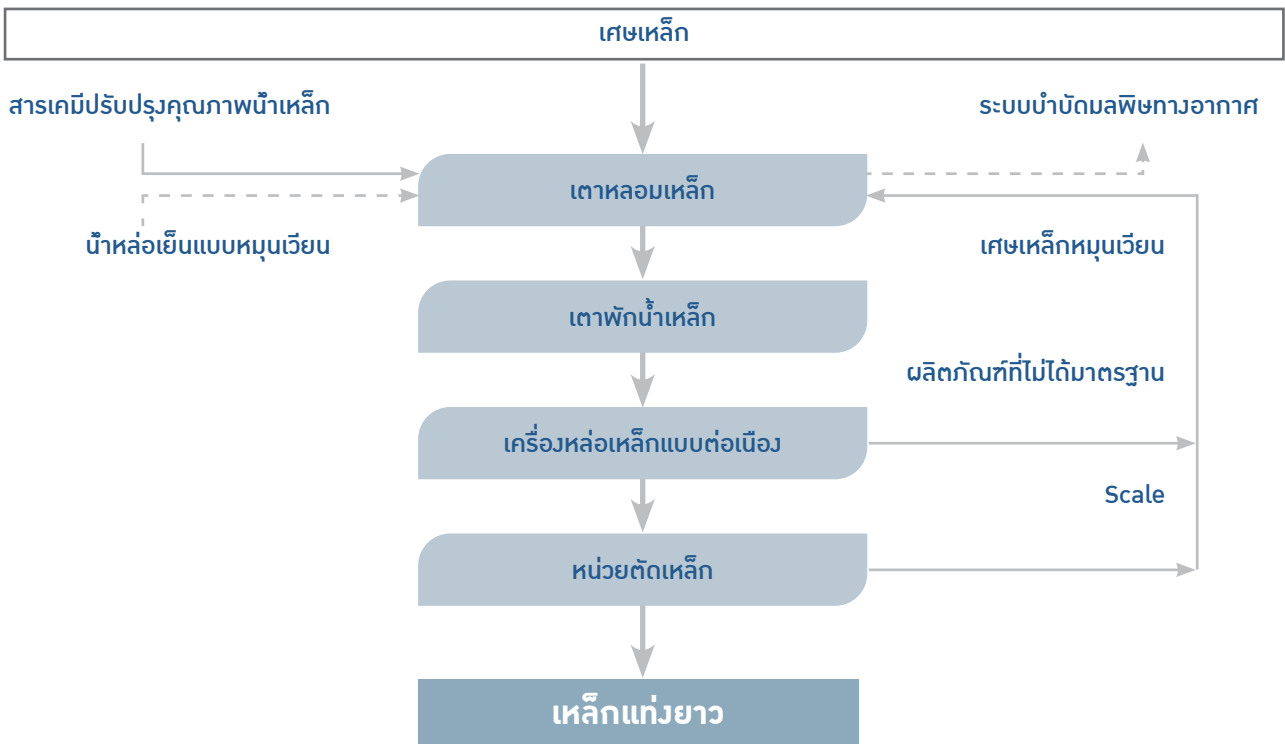 เศษเหล็ก
สารเคมีปรับปรุงคุณภาพน้ำเหล็ก
ระบบบำบัดมลพิษทางอากาศ
เตาหลอมเหล็ก
น้ำหล่อเย็นแบบหมุนเวียน
เศษเหล็กหมุนเวียน
เตาพักน้ำเหล็ก
ผลิตภัณฑ์ที่ไม่ได้มาตรฐาน
เครื่องหล่อเหล็กแบบต่อเนือง
Scale
หน่วยตัดเหล็ก
เหล็กแท่งยาว